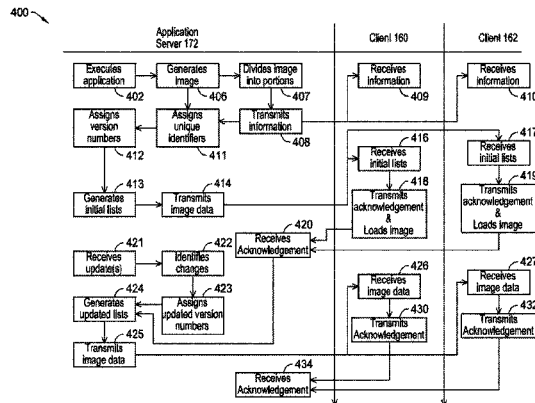 400
Application
Server 172
Client 160
Client 162
Executes
application
402
Generates
Image
406
Divides image
into portions
407
Receives
information
409
Receives
information
410
Assigns
version
numbers
412
Assigns
unique
identifiers
411
Transmits
information
408
Receives
initial lists
416
Receives
initial lists
417
Generates
initial lists
413
Transmits
image data
414
Transmits
acknowledgement
&
Loads image
418
Transmits
acknowledgement
& Loads image
419
Receives
Acknowledgement
420
Receives
update(s)
421
Identifies
changes
422
Assigns
updated version
numbers
423
Generates
updated lists
424
Transmits
image data
425
Receives
image data
426
Receives
image data
427
Transmits
Acknowledgement
430
Transmits
Acknowledgement
432
Receives
Acknowledgement
434